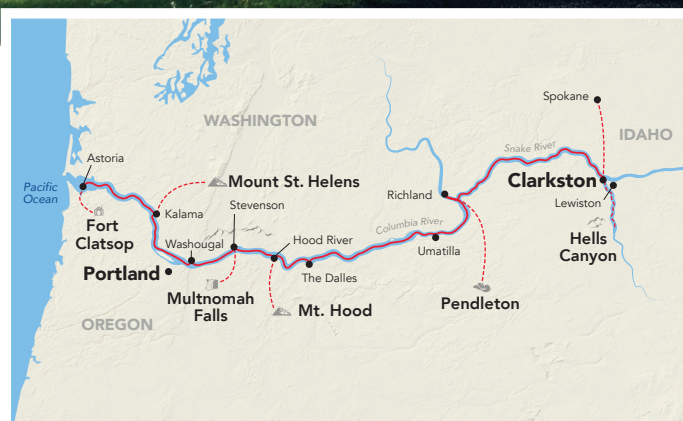 Spokane
WASHINGTON
IDAHO
Snake River
Astoria
Clarkston
Mount St. Helens
Pacific
Ocean
Richland
Lewiston
Stevenson
Kalama
Fort
Clatsop
Columbia River
Hells
Canyon
Washougal
Hood River
Umatilla
Portland
The Dalles
Multnomah
Falls
Mt. Hood
Pendleton
OREGON